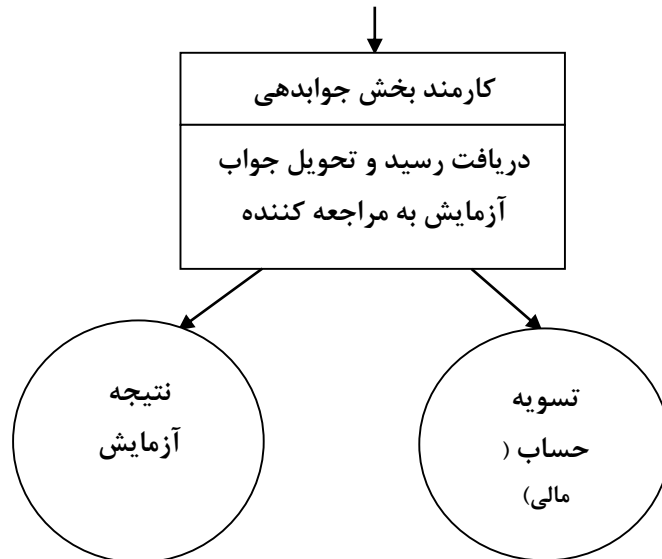 کارمند بخش جوابدهی
دریافت رسید و تحویل جواب
آزمایش به مراجعه کننده
نتیجه
آزمایش
تسویه
حساب (
مالی)